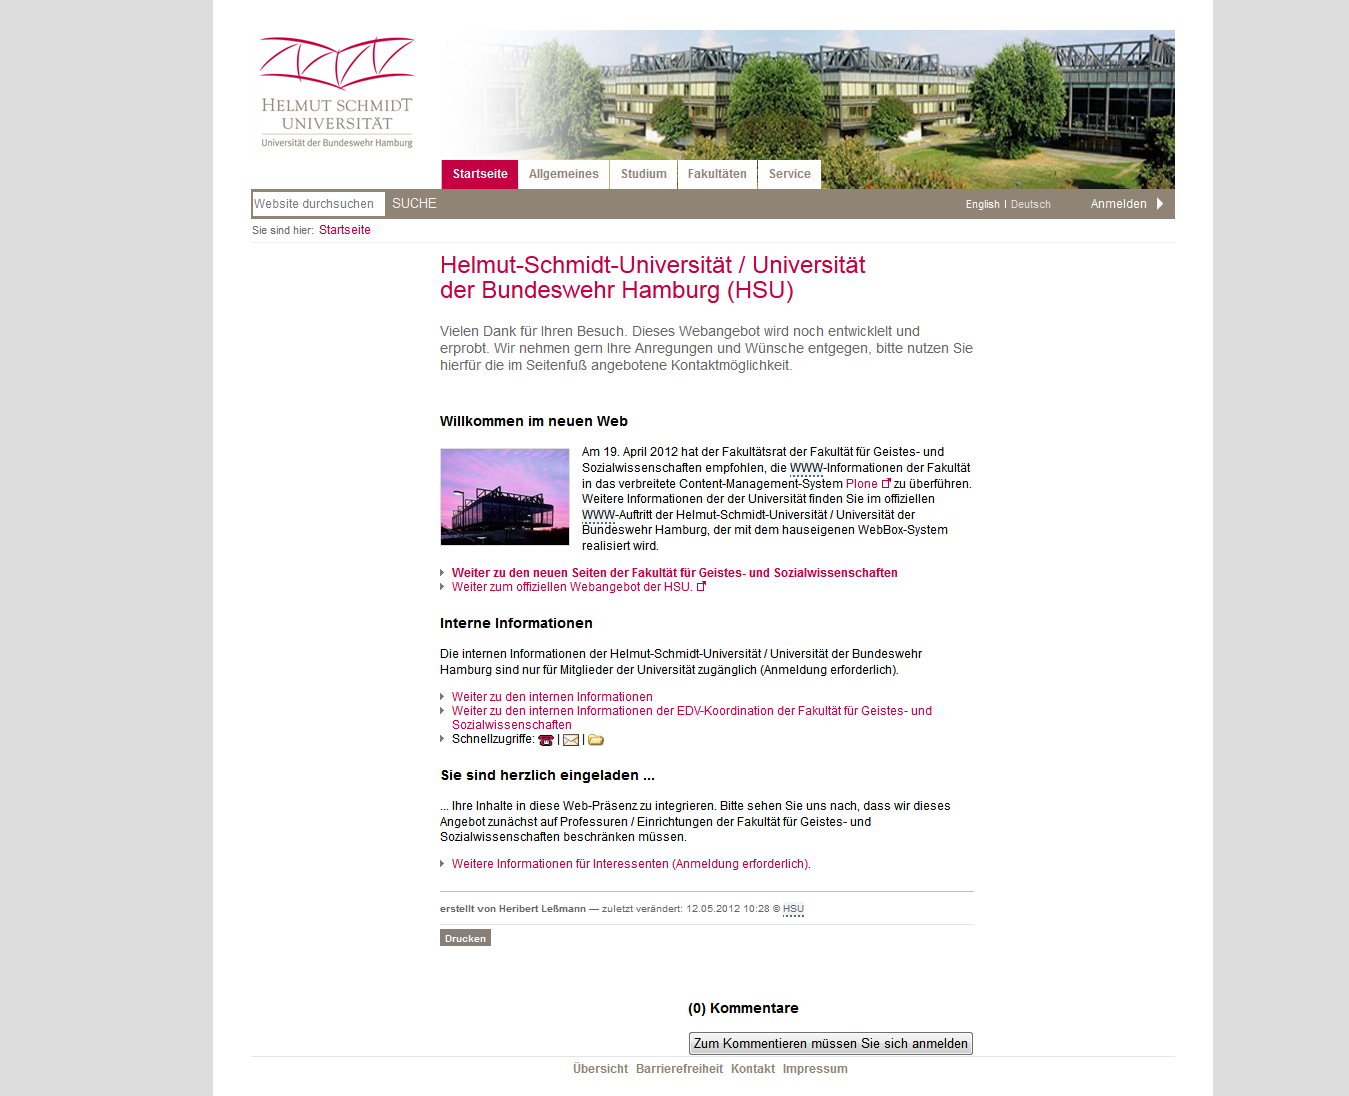 HELMUT SCHMIDT
UNIVERSITÄT
Universität der Bundeswehr Hamburg
Startseite Allgemeines Studium Fakultäten Service
Website durchsuchen SUCHE English | Deutsch Anmelden
Sie sind hier: Startseite
Helmut-Schmidt-Universität / Universität
der Bundeswehr Hamburg (HSU)
Vielen Dank für Ihren Besuch. Dieses Webangebot wird noch entwicklelt und
erprobt. Wir nehmen gern Ihre Anregungen und Wünsche entgegen, bitte nutzen Sie
hierfür die im Seitenfuß angebotene Kontaktmöglichkeit.
Willkommen im neuen Web
Am 19. April 2012 hat der Fakultätsrat der Fakultät für Geistes- und
Sozialwissenschaften empfohlen, die WWW-Informationen der Fakultät
in das verbreitete Content-Management-System Plone zu überführen.
Weitere Informationen der der Universität finden Sie im offiziellen
WWW-Auftritt der Helmut-Schmidt-Universität / Universität der
Bundeswehr Hamburg, der mit dem hauseigenen WebBox-System
realisiert wird.
Weiter zu den neuen Seiten der Fakultät für Geistes- und Sozialwissenschaften
Weiter zum offiziellen Webangebot der HSU.
Interne Informationen
Die internen Informationen der Helmut-Schmidt-Universität / Universität der Bundeswehr
Hamburg sind nur für Mitglieder der Universität zugänglich (Anmeldung erforderlich).
Weiter zu den internen Informationen
Weiter zu den internen Informationen der EDV-Koordination der Fakultät für Geistes- und
Sozialwissenschaften
Schnellzugriffe: | |
Sie sind herzlich eingeladen ...
... Ihre Inhalte in diese Web-Präsenz zu integrieren. Bitte sehen Sie uns nach, dass wir dieses
Angebot zunächst auf Professuren / Einrichtungen der Fakultät für Geistes- und
Sozialwissenschaften beschränken müssen.
Weitere Informationen für Interessenten (Anmeldung erforderlich).
erstellt von Heribert Leßmann — zuletzt verändert: 12.05.2012 10:28 © HSU
Drucken
(0) Kommentare
Zum Kommentieren müssen Sie sich anmelden
Übersicht Barrierefreiheit Kontakt Impressum